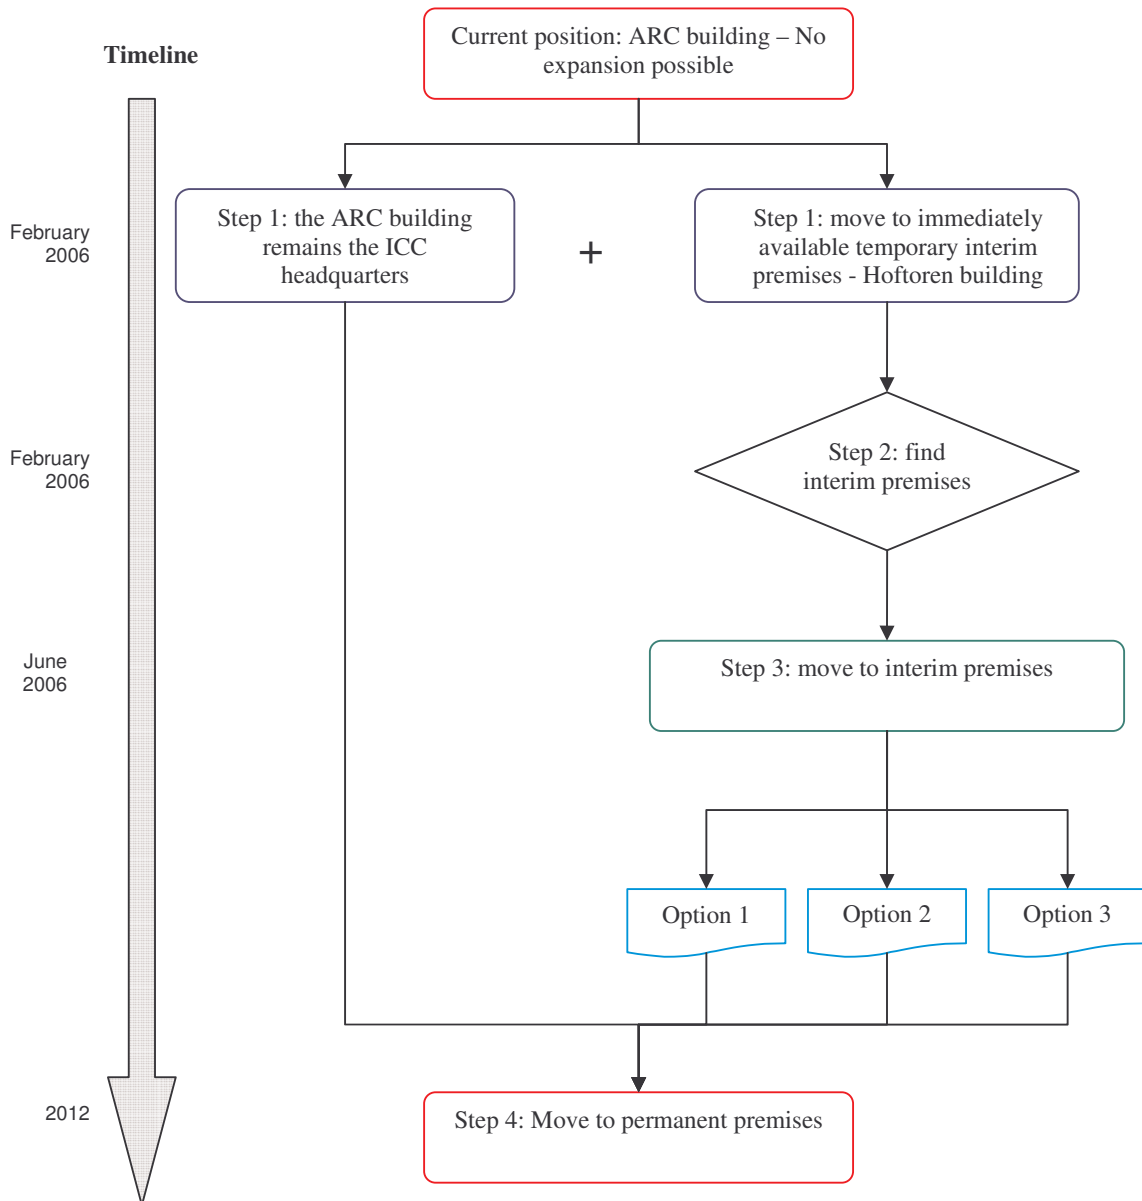 Current position: ARC building – No
expansion possible
Timeline
February
2006
Step 1: the ARC building
remains the ICC
headquarters
+
Step 1: move to immediately
available temporary interim
premises - Hoftoren building
February
2006
Step 2: find
interim premises
June
2006
Step 3: move to interim premises
Option 1
Option 2
Option 3
2012
Step 4: Move to permanent premises